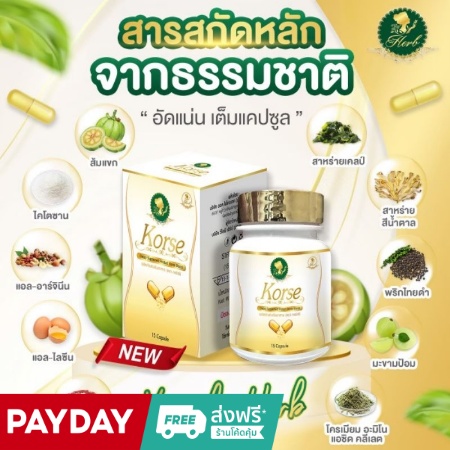 สารสกัดหลัก
จากธรรมชาติ
Herb
“ อัดแน่น เต็มแคปซูล ”
ส้มแขก
สาหร่ายเคลป์
ไคโตซาน
สาหร่าย
สีน้ำตาล
แอล-อาร์จินีน
พริกไทยดำ
แอล-ไลซีน
มะขามป้อม
Korse
15 Capsule
Korse
15 Capsule
NEW
Herb
PAYDAY
FREE
ส่งฟรี*
ร้านโค้ดคุ้ม
โครเมียม อะมิโน
แอซิด คลีเลต